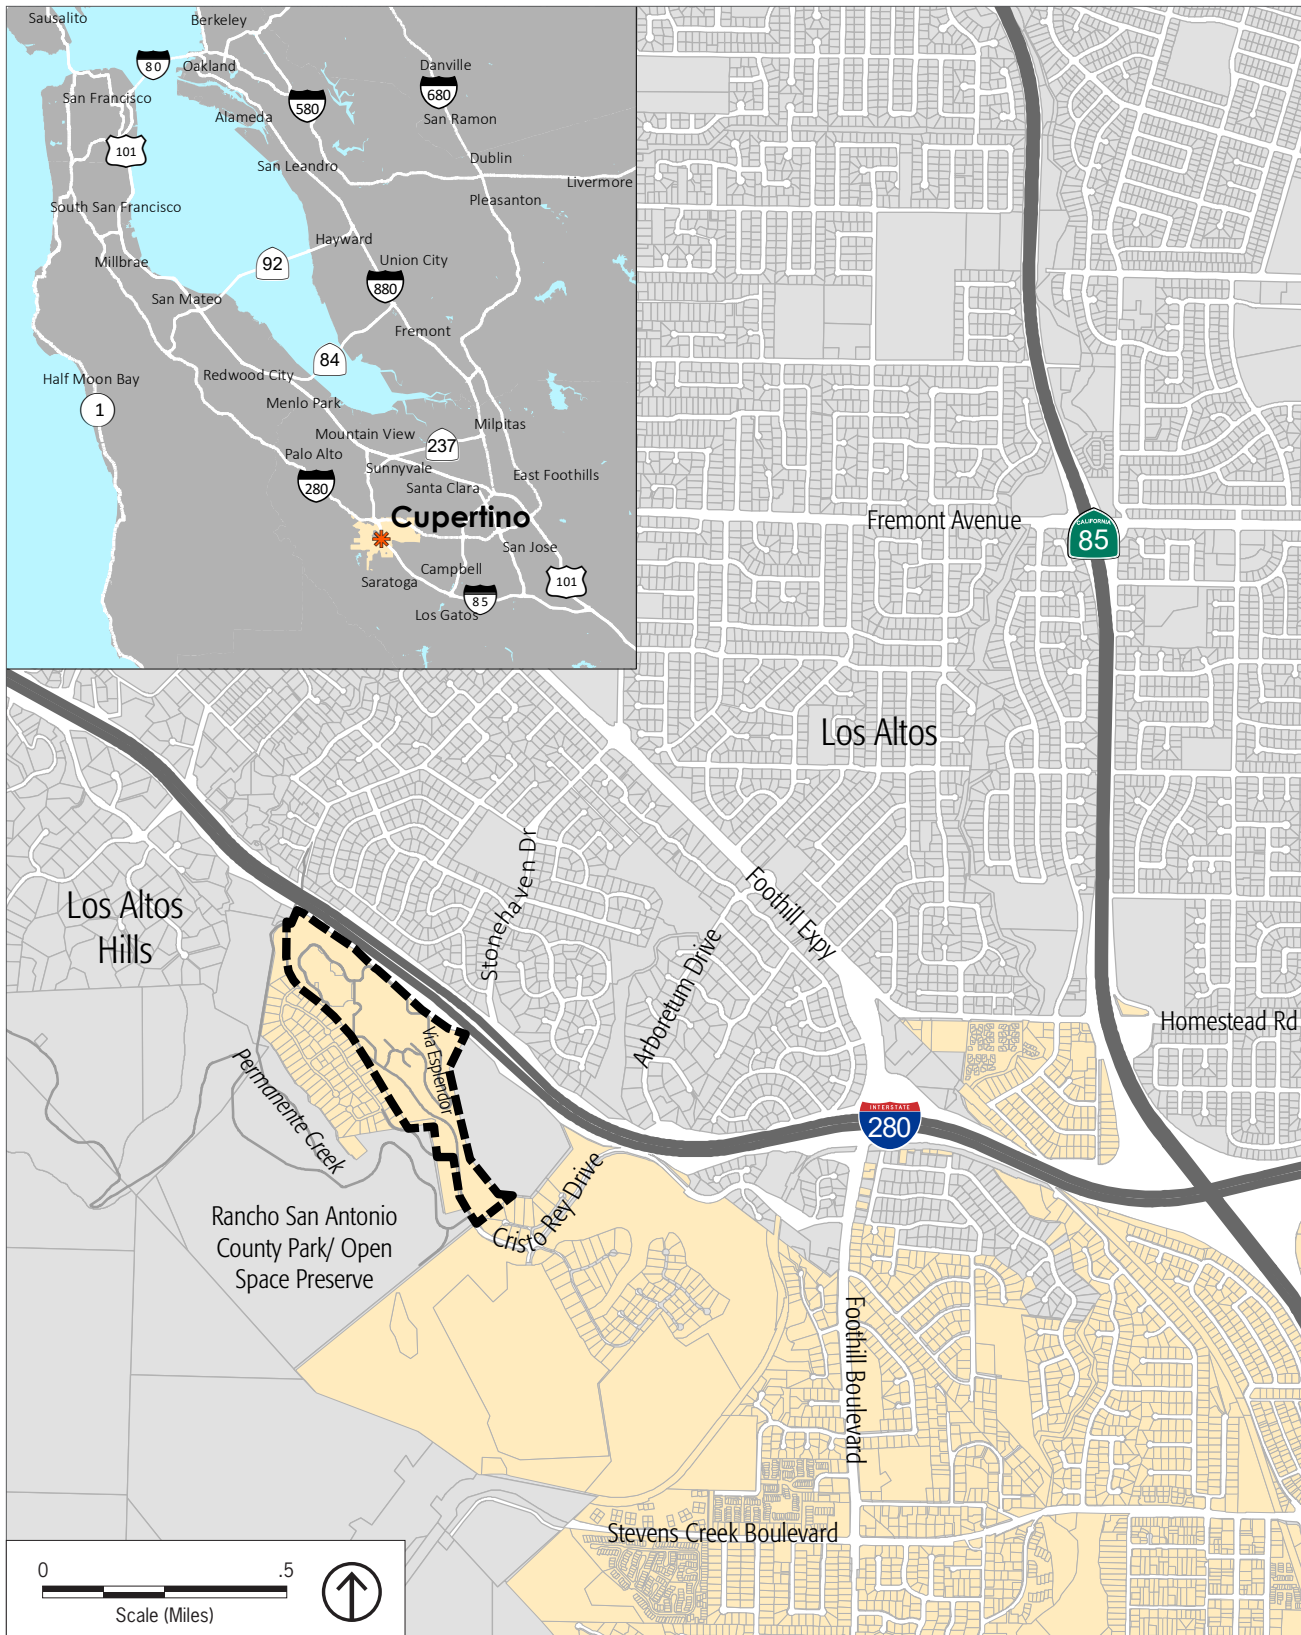 Sausalito
Berkeley
80
Oakland
Danville
680
San Francisco
580
Alameda
San Ramon
101
San Leandro
Dublin
Livermore
Pleasanton
South San Francisco
Hayward
Millbrae
92
Union City
880
San Mateo
Fremont
84
Half Moon Bay
Redwood City
1
Menlo Park
Mountain View
Milpitas
237
Palo Alto
Sunnyvale
East Foothills
280
Santa Clara
Cupertino
San Jose
Campbell
Saratoga
101
85
Los Gatos
Fremont Avenue
CALIFORNIA
85
Los Altos
Stonehaven Dr
Foothill Expy
Los Altos
Hills
Arboretum Drive
Homestead Rd
Via Esplendor
Permanente Creek
INTERSTATE
280
Cristo Rey Drive
Rancho San Antonio
County Park/ Open
Space Preserve
Foothill Boulevard
Stevens Creek Boulevard
0 .5
Scale (Miles)